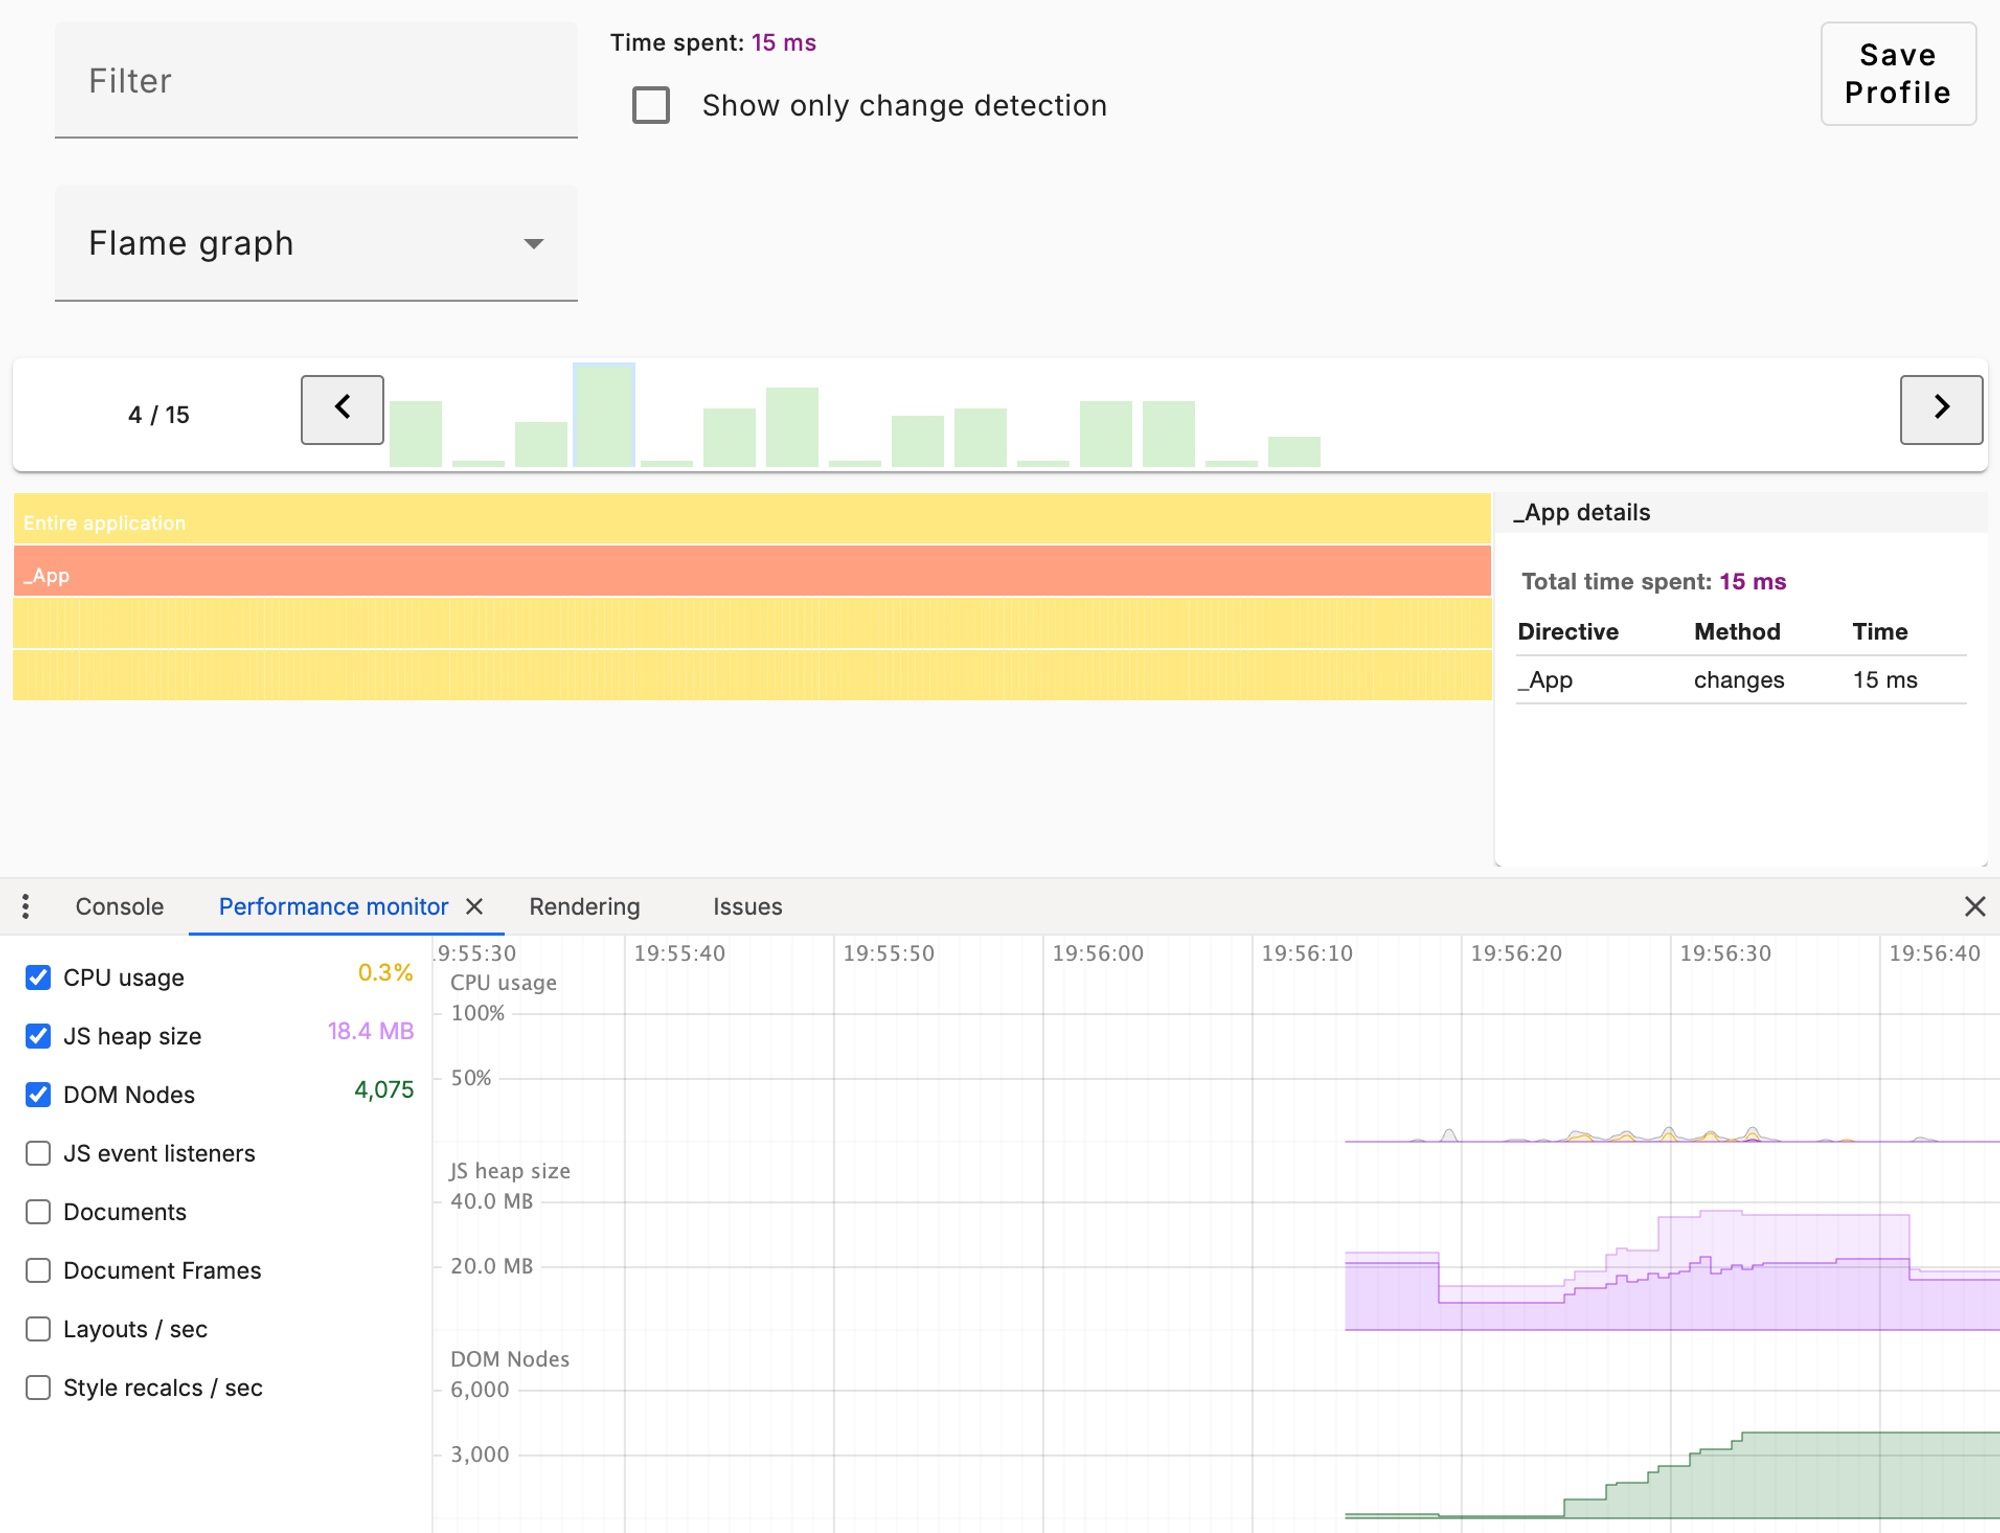 Filter
Time spent: 15 ms
Show only change detection
Save
Profile
Flame graph
4 / 15
Entire application
_App
_App details
Total time spent: 15 ms
Directive Method Time
_App changes 15 ms
Console Performance monitor Rendering Issues
CPU usage 0.3%
JS heap size 18.4 MB
DOM Nodes 4,075
JS event listeners
Documents
Document Frames
Layouts / sec
Style recalcs / sec
9:55:30 19:55:40 19:55:50 19:56:00 19:56:10 19:56:20 19:56:30 19:56:40
CPU usage
100%
50%
JS heap size
40.0 MB
20.0 MB
DOM Nodes
6,000
3,000